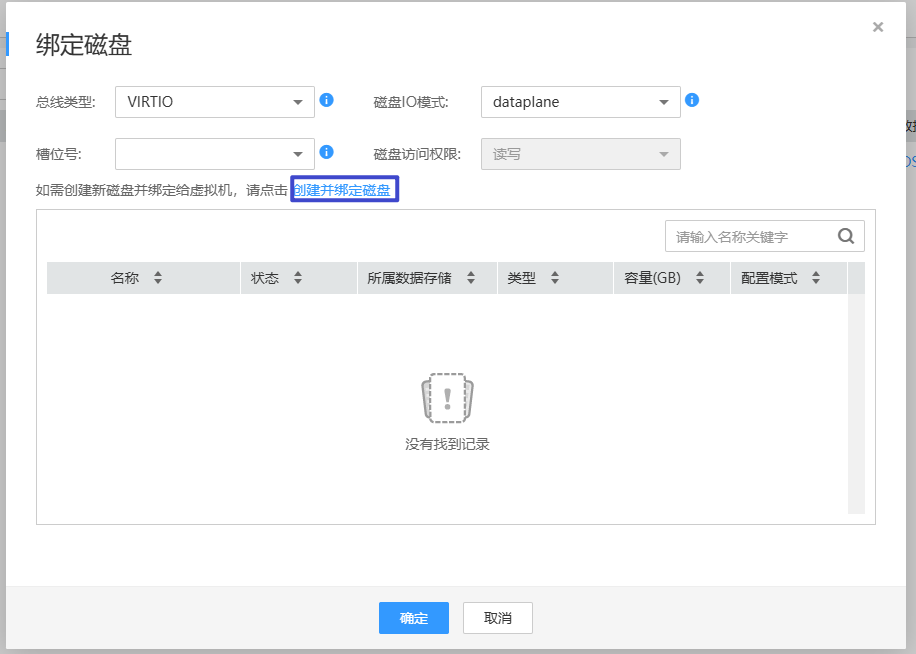 绑定磁盘
总线类型: VIRTIO 磁盘IO模式: dataplane
槽位号: 磁盘访问权限: 读写
如需创建新磁盘并绑定给虚拟机，请点击 创建并绑定磁盘
请输入名称关键字
名称 状态 所属数据存储 类型 容量(GB) 配置模式
没有找到记录
确定 取消